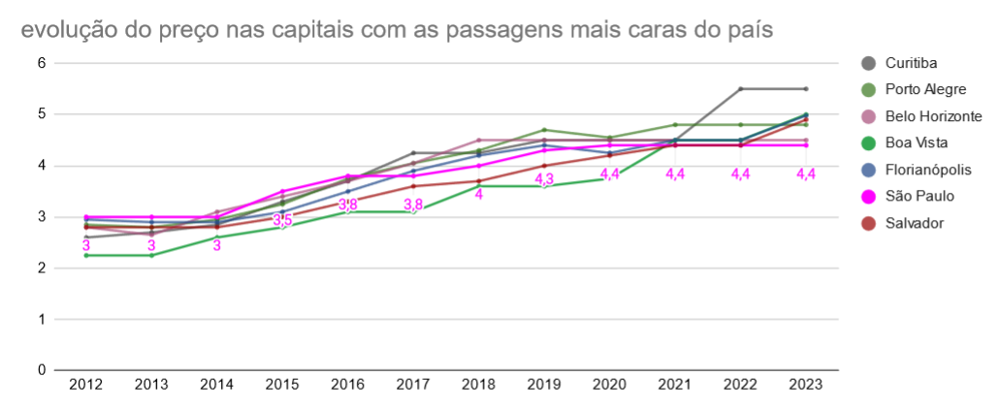 evolução do preço nas capitais com as passagens mais caras do país
6
5
4
3
2
1
0
3
3
3
3,5
3,8
3,8
4
4,3
4,4
4,4
4,4
4,4
2012 2013 2014 2015 2016 2017 2018 2019 2020 2021 2022 2023
Curitiba
Porto Alegre
Belo Horizonte
Boa Vista
Florianópolis
São Paulo
Salvador